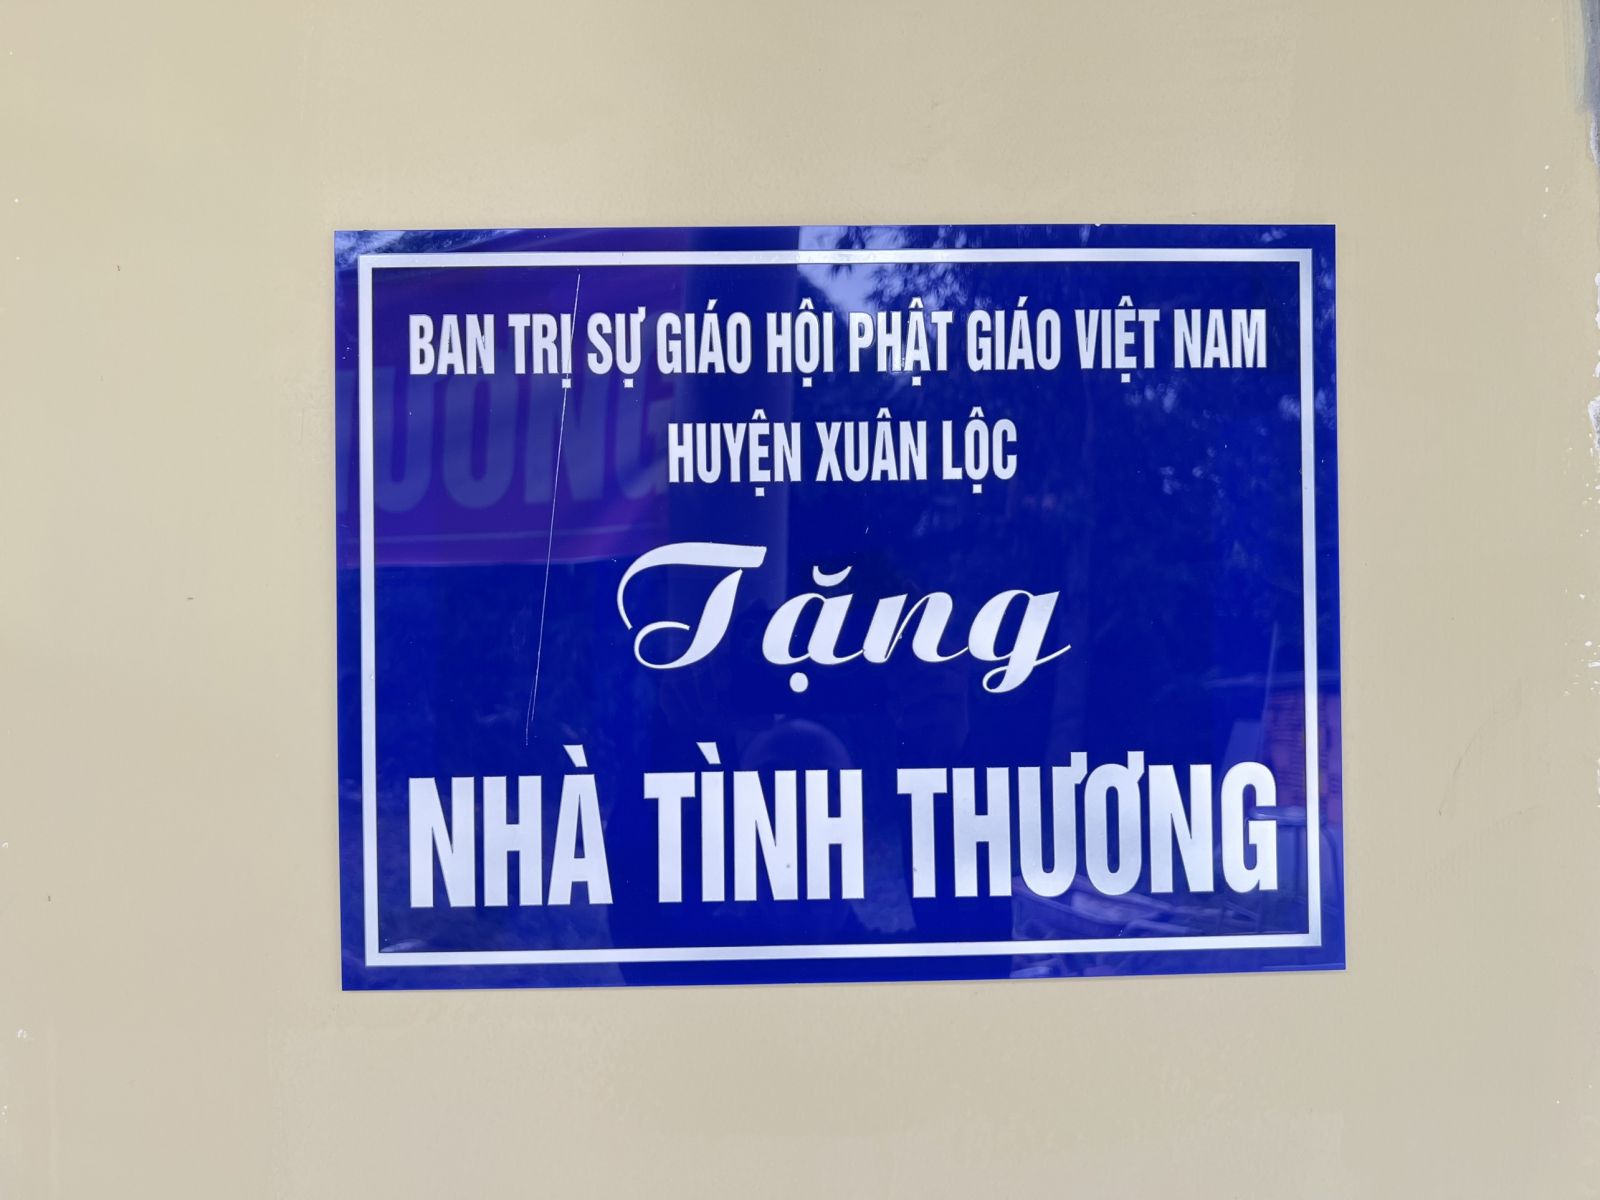 BAN TRỊ SỰ GIÁO HỘI PHẬT GIÁO VIỆT NAM
HUYỆN XUÂN LỘC
Tặng
NHÀ TÌNH THƯƠNG